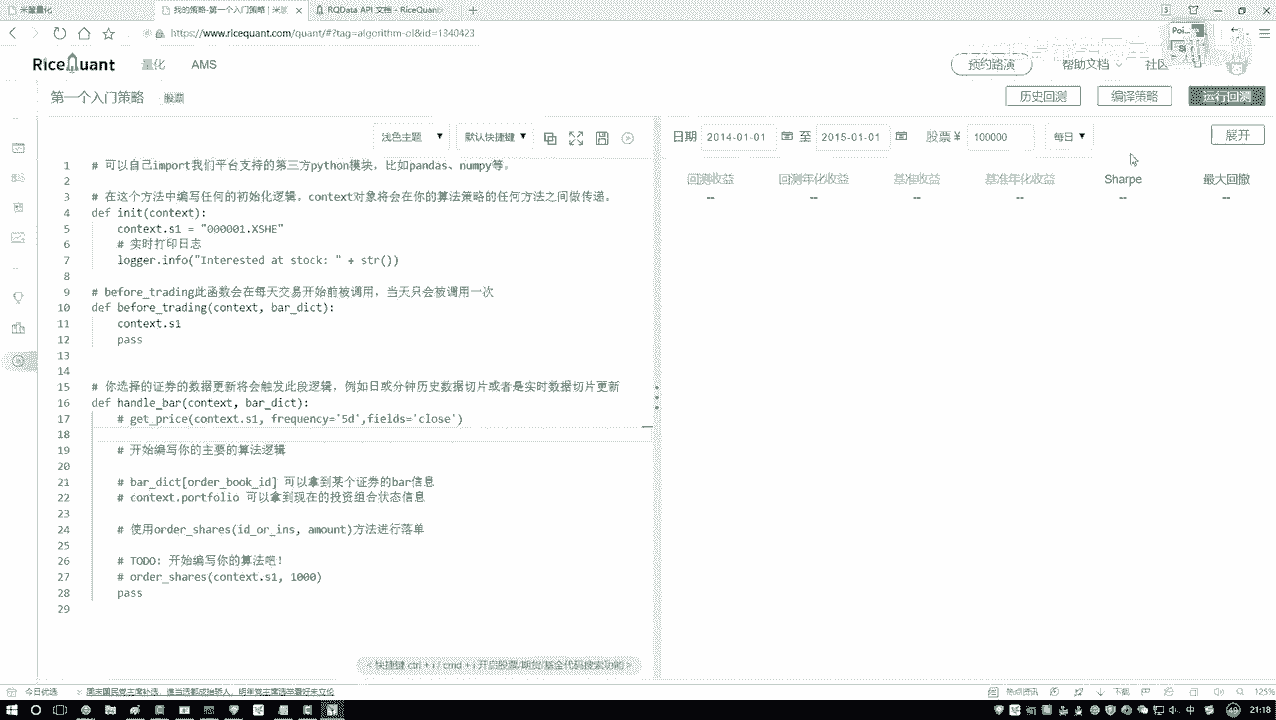 米筐量化
我的策略-第一个入门策略 | 米筐
RQData API 文档 - RiceQuant
https://www.ricequant.com/quant/#?tag=algorithm-ol&id=1340423
RiceQuant 量化 AMS 预约路演 帮助文档 社区
第一个入门策略 股票 历史回测 编译策略 运行回测
浅色主题 默认快捷键 日期 2014-01-01 至 2015-01-01 股票 ¥ 100000 每日 展开
回测收益 回测年化收益 基准收益 基准年化收益 Sharpe 最大回撤
-- -- -- -- -- --
1 # 可以自己import我们平台支持的第三方python模块，比如pandas、numpy等。
2
3 # 在这个方法中编写任何的初始化逻辑。context对象将会在你的算法策略的任何方法之间做传递。
4 def init(context):
5 context.s1 = "000001.XSHE"
6 # 实时打印日志
7 logger.info("Interested at stock: " + str())
8
9 # before_trading此函数会在每天交易开始前被调用，当天只会被调用一次
10 def before_trading(context, bar_dict):
11 context.s1
12 pass
13
14
15 # 你选择的证券的数据更新将会触发此段逻辑，例如日或分钟历史数据切片或者是实时数据切片更新
16 def handle_bar(context, bar_dict):
17 # get_price(context.s1, frequency='5d',fields='close')
18
19 # 开始编写你的主要的算法逻辑
20
21 # bar_dict[order_book_id] 可以拿到某个证券的bar信息
22 # context.portfolio 可以拿到现在的投资组合状态信息
23
24 # 使用order_shares(id_or_ins, amount)方法进行落单
25
26 # TODO: 开始编写你的算法吧！
27 # order_shares(context.s1, 1000)
28 pass
29
快捷键 ctrl + i / cmd + i 开启股票/期货/基金代码搜索功能
今日优选 热点资讯 下载 125%
中 21:18